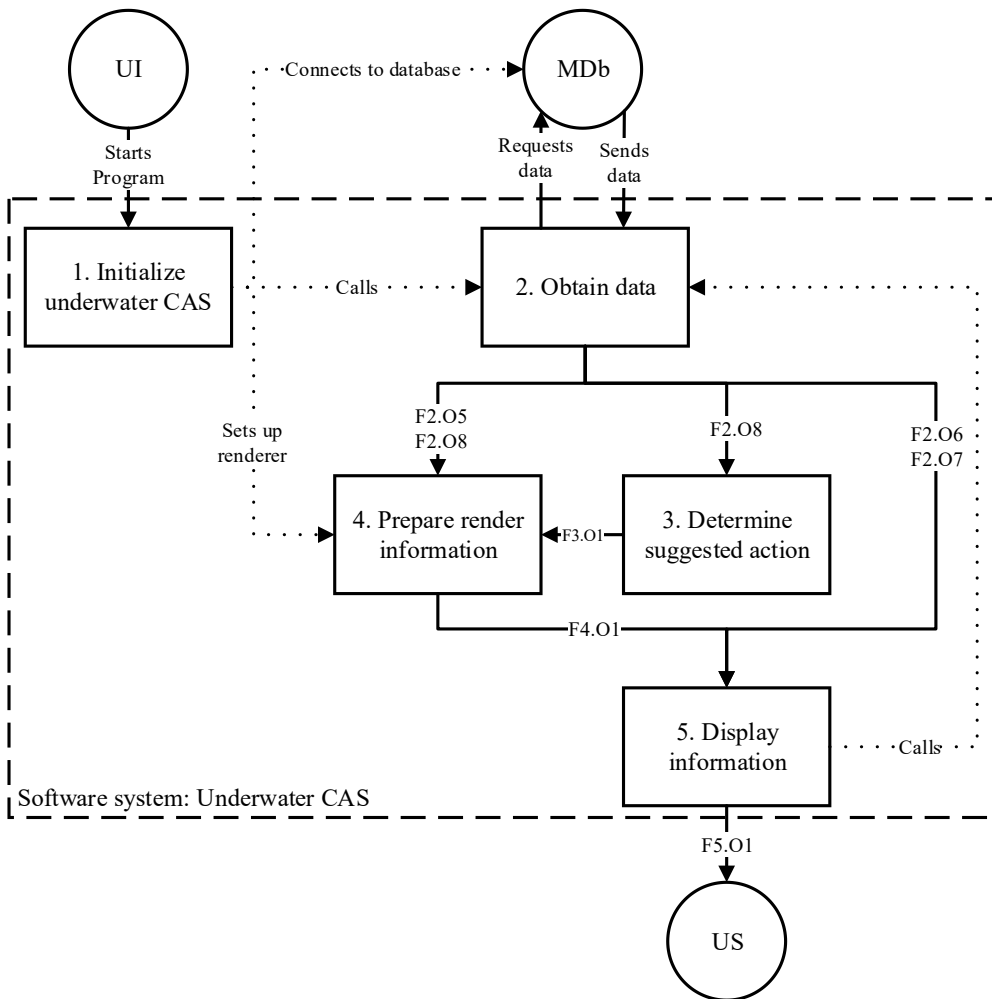 UI
Connects to database
MDb
Starts
Program
Requests
data
Sends
data
1. Initialize
underwater CAS
Calls
2. Obtain data
F2.O5
F2.O8
F2.O8
F2.O6
F2.O7
Sets up
renderer
4. Prepare render
information
F3.O1
3. Determine
suggested action
F4.O1
5. Display
information
Calls
Software system: Underwater CAS
F5.O1
US